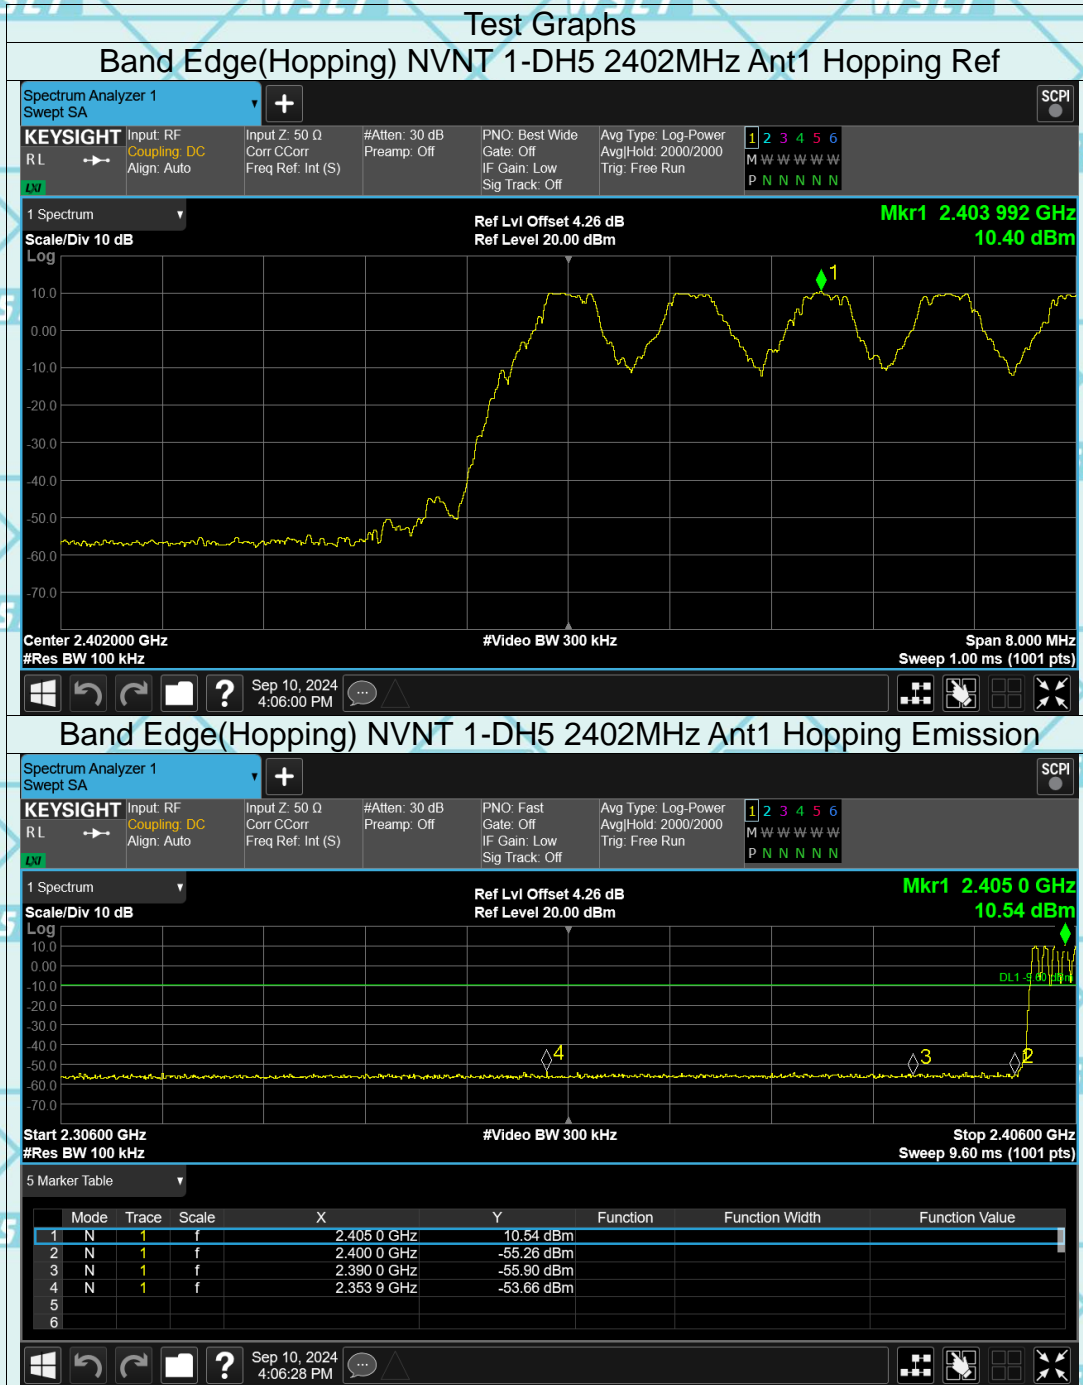 Test Graphs
Band Edge(Hopping) NVNT 1-DH5 2402MHz Ant1 Hopping Ref
Spectrum Analyzer 1
Swept SA
+
SCPI
KEYSIGHT
RL
LXI
Input: RF
Coupling: DC
Align: Auto
Input Z: 50 Ω
Corr CCorr
Freq Ref: Int (S)
#Atten: 30 dB
Preamp: Off
PNO: Best Wide
Gate: Off
IF Gain: Low
Sig Track: Off
Avg Type: Log-Power
Avg|Hold: 2000/2000
Trig: Free Run
1 2 3 4 5 6
M W W W W W
P N N N N N
1 Spectrum
Scale/Div 10 dB
Log
Ref Lvl Offset 4.26 dB
Ref Level 20.00 dBm
Mkr1 2.403 992 GHz
10.40 dBm
1
10.0
0.00
-10.0
-20.0
-30.0
-40.0
-50.0
-60.0
-70.0
Center 2.402000 GHz
#Video BW 300 kHz
Span 8.000 MHz
#Res BW 100 kHz
Sweep 1.00 ms (1001 pts)
?
Sep 10, 2024
4:06:00 PM
Band Edge(Hopping) NVNT 1-DH5 2402MHz Ant1 Hopping Emission
Spectrum Analyzer 1
Swept SA
+
SCPI
KEYSIGHT
RL
LXI
Input: RF
Coupling: DC
Align: Auto
Input Z: 50 Ω
Corr CCorr
Freq Ref: Int (S)
#Atten: 30 dB
Preamp: Off
PNO: Fast
Gate: Off
IF Gain: Low
Sig Track: Off
Avg Type: Log-Power
Avg|Hold: 2000/2000
Trig: Free Run
1 2 3 4 5 6
M W W W W W
P N N N N N
1 Spectrum
Scale/Div 10 dB
Log
Ref Lvl Offset 4.26 dB
Ref Level 20.00 dBm
Mkr1 2.405 0 GHz
10.54 dBm
10.0
0.00
-10.0
-20.0
-30.0
-40.0
-50.0
-60.0
-70.0
DL1 -9.60 dBm
4
3
2
Start 2.30600 GHz
#Video BW 300 kHz
Stop 2.40600 GHz
#Res BW 100 kHz
Sweep 9.60 ms (1001 pts)
5 Marker Table
Mode Trace Scale X Y Function Function Width Function Value
1 N 1 f 2.405 0 GHz 10.54 dBm
2 N 1 f 2.400 0 GHz -55.26 dBm
3 N 1 f 2.390 0 GHz -55.90 dBm
4 N 1 f 2.353 9 GHz -53.66 dBm
5
6
?
Sep 10, 2024
4:06:28 PM